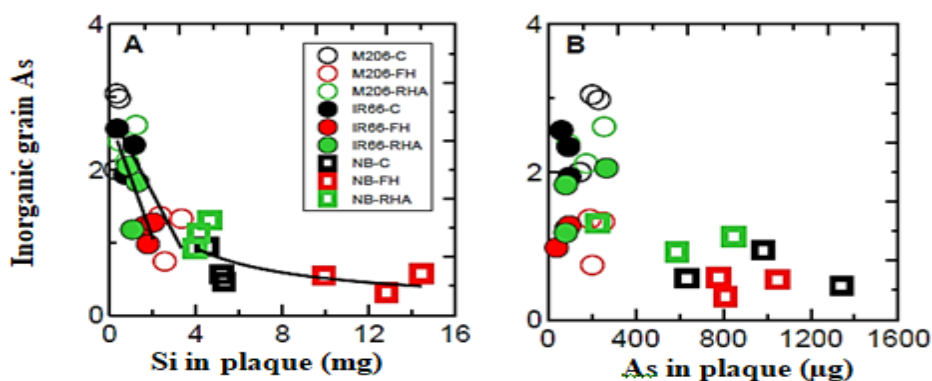 Inorganic grain As
4
2
0
A
M206-C
M206-FH
M206-RHA
IR66-C
IR66-FH
IR66-RHA
NB-C
NB-FH
NB-RHA
0 4 8 12 16
Si in plaque (mg)
4
2
0
B
0 400 800 1200 1600
As in plaque (µg)